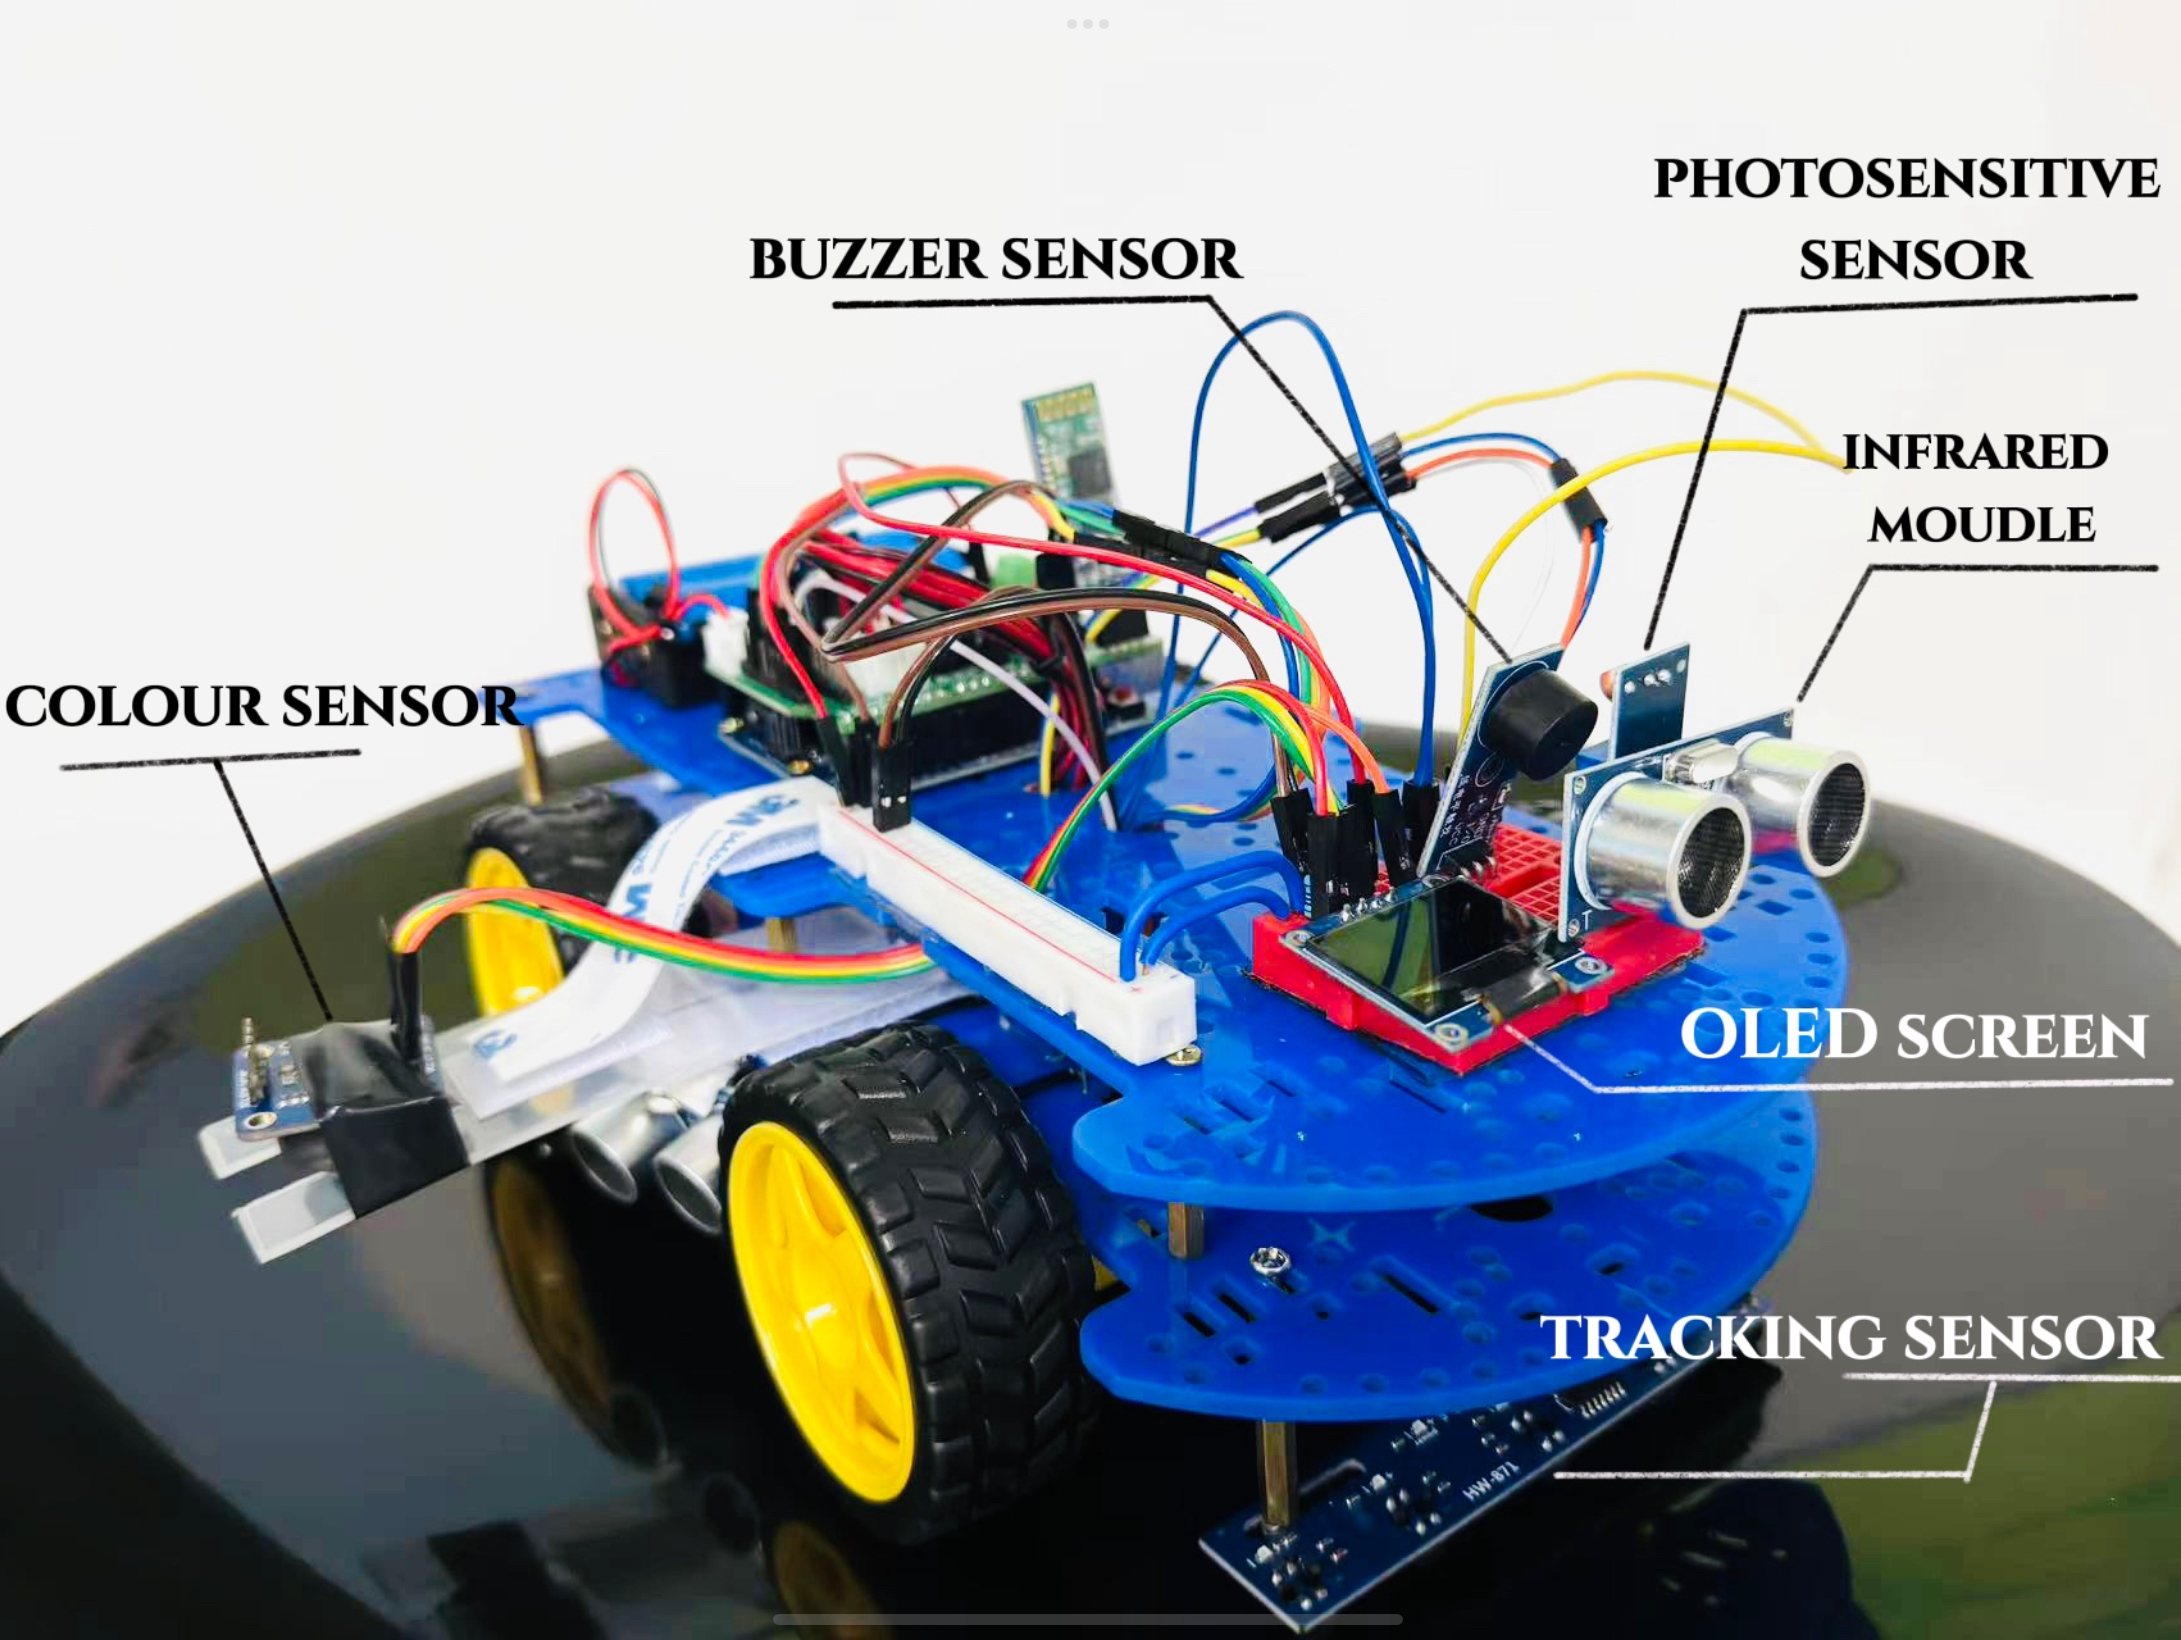 PHOTOSENSITIVE
SENSOR
BUZZER SENSOR
INFRARED
MOUDLE
COLOUR SENSOR
OLED SCREEN
TRACKING SENSOR
HW-871
T